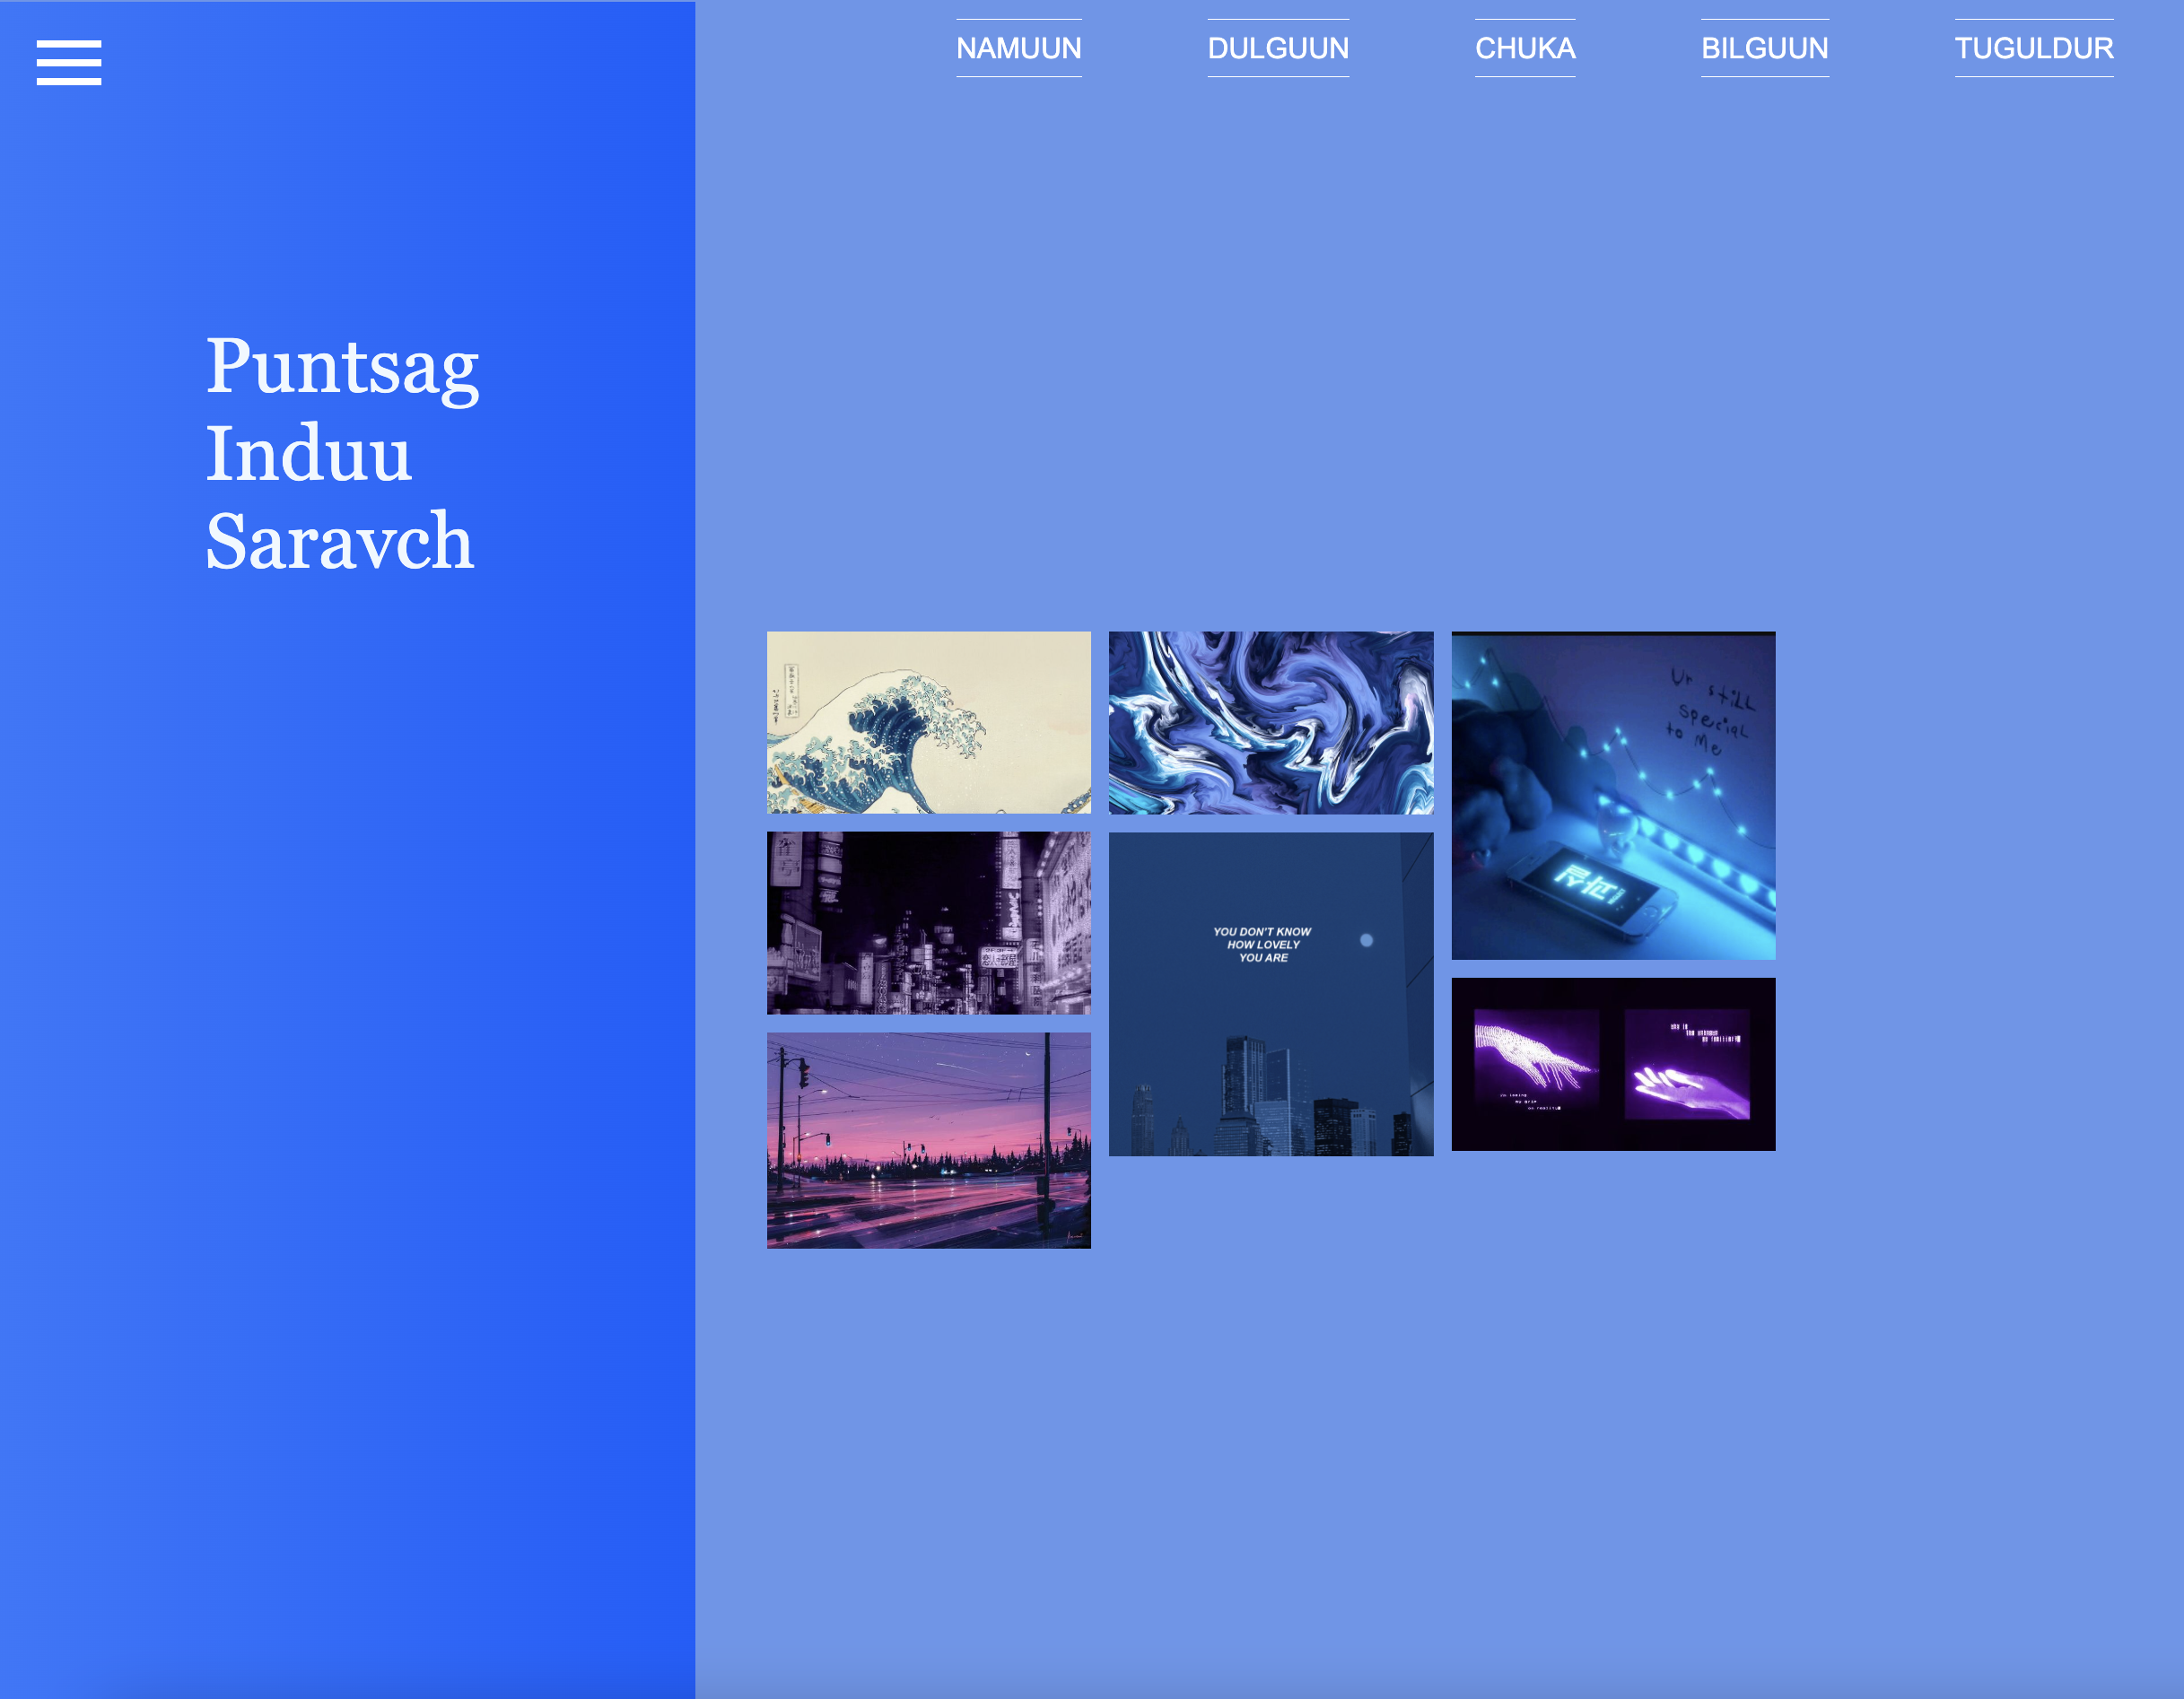 NAMUUN
DULGUUN
CHUKA
BILGUUN
TUGULDUR
Puntsag
Induu
Saravch
Ur still
special
to me
YOU DON'T KNOW
HOW LOVELY
YOU ARE